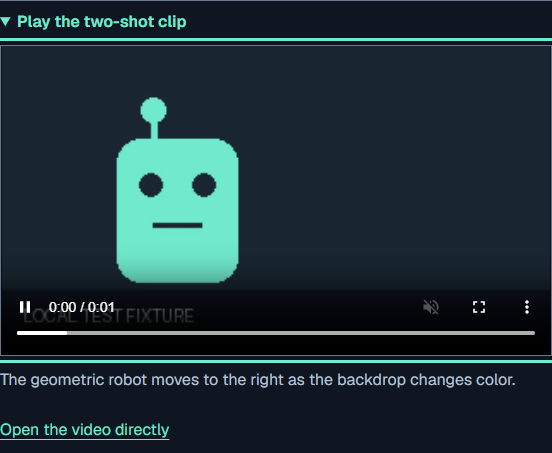 Play the two-shot clip
0:00 / 0:01
LOCAL TEST FIXTURE
The geometric robot moves to the right as the backdrop changes color.
Open the video directly